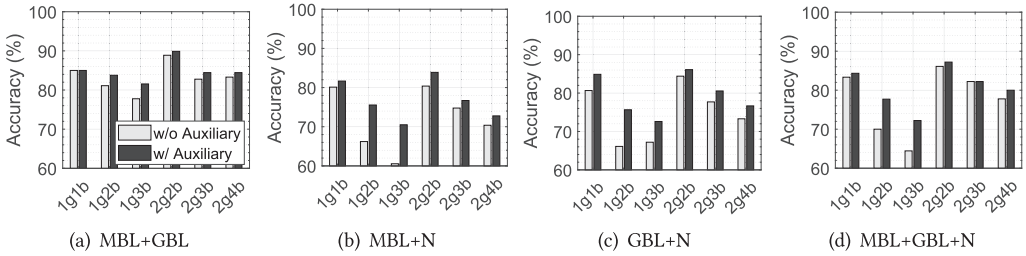 Accuracy (%)
100
90
80
70
60
w/o Auxiliary
w/ Auxiliary
1g1b
1g2b
1g3b
2g2b
2g3b
2g4b
(a) MBL+GBL
Accuracy (%)
100
90
80
70
60
1g1b
1g2b
1g3b
2g2b
2g3b
2g4b
(b) MBL+N
Accuracy (%)
100
90
80
70
60
1g1b
1g2b
1g3b
2g2b
2g3b
2g4b
(c) GBL+N
Accuracy (%)
100
90
80
70
60
1g1b
1g2b
1g3b
2g2b
2g3b
2g4b
(d) MBL+GBL+N